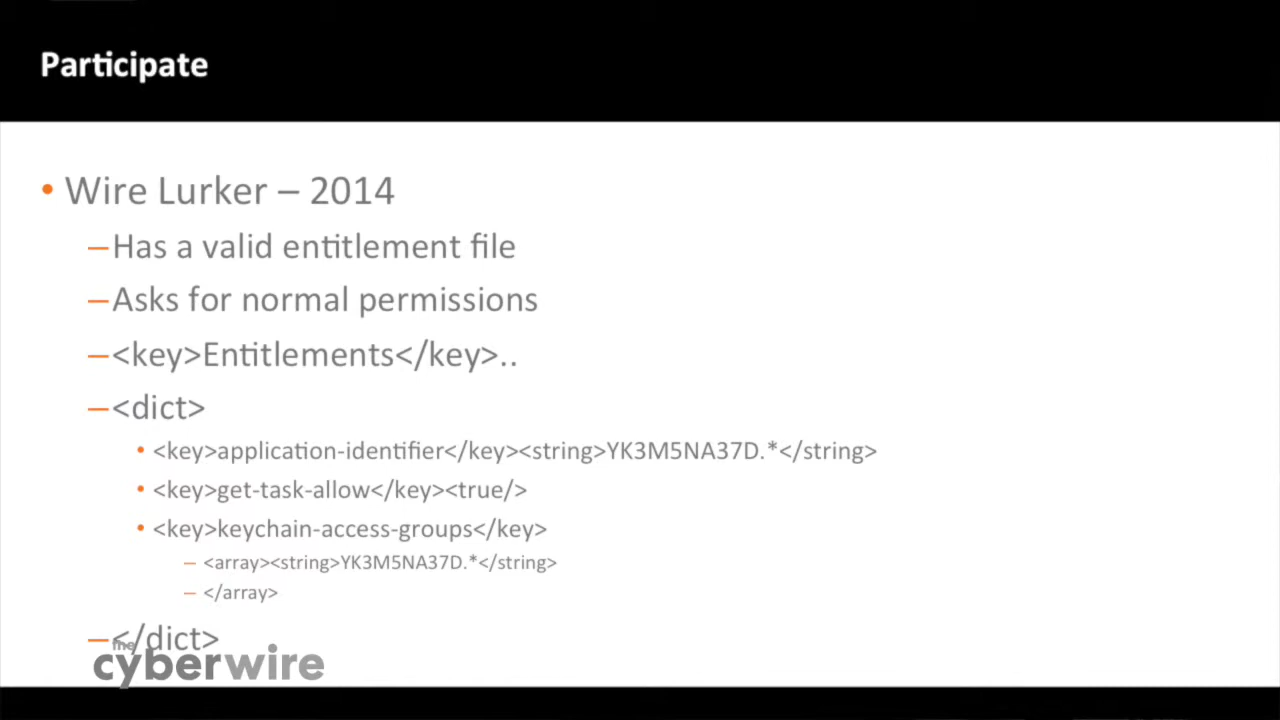 Participate
• Wire Lurker – 2014
–Has a valid entitlement file
–Asks for normal permissions
–<key>Entitlements</key>..
–<dict>
• <key>application-identifier</key><string>YK3M5NA37D.*</string>
• <key>get-task-allow</key><true/>
• <key>keychain-access-groups</key>
– <array><string>YK3M5NA37D.*</string>
– </array>
–</dict>
the
cyberwire